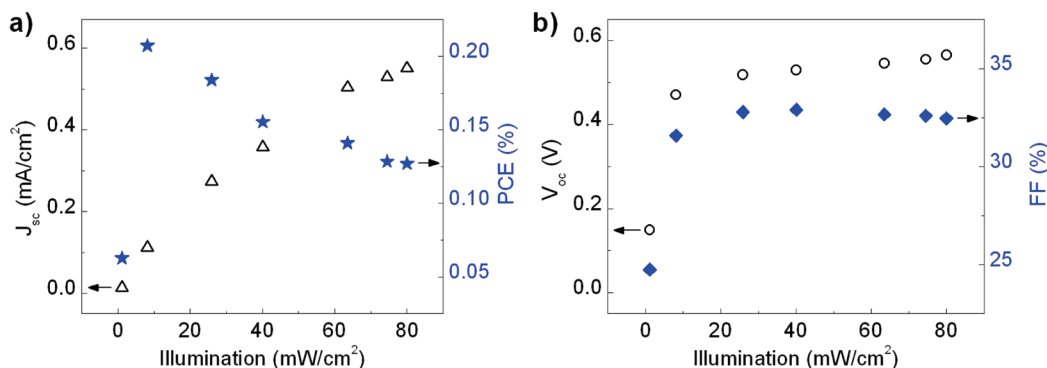 a)
0.6
0.4
0.2
0.0
J_sc (mA/cm²)
0.20
0.15
0.10
0.05
PCE (%)
0 20 40 60 80
Illumination (mW/cm²)
b)
0.6
0.4
0.2
0.0
V_oc (V)
35
30
25
FF (%)
0 20 40 60 80
Illumination (mW/cm²)